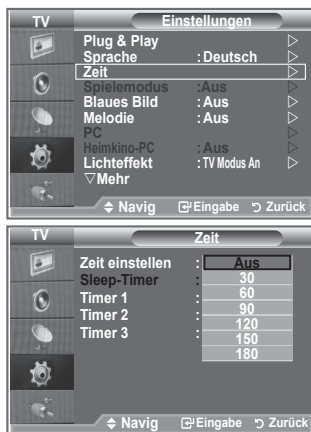 TV Einstellungen
Plug & Play
Sprache : Deutsch
Zeit
Spielemodus :Aus
Blaues Bild : Aus
Melodie : Aus
PC
Heimkino-PC : Aus
Lichteffekt : TV Modus An
▽Mehr
Navig Eingabe Zurück
TV Zeit
Zeit einstellen : Aus
Sleep-Timer : 30
Timer 1 : 60
90
Timer 2 : 120
Timer 3 : 150
180
Navig Eingabe Zurück